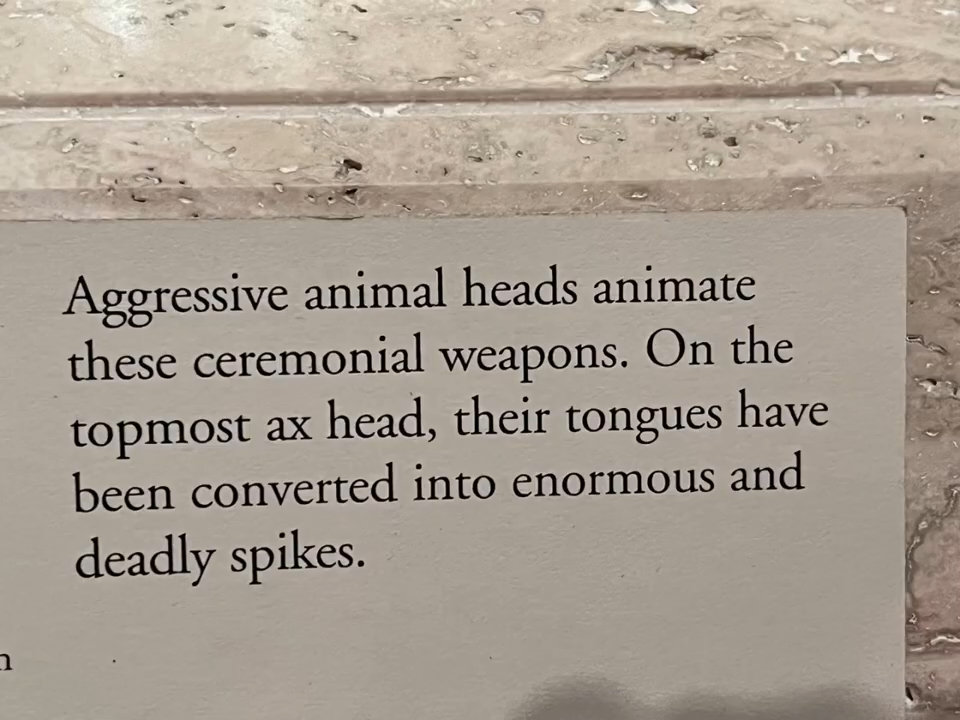 Aggressive animal heads animate
these ceremonial weapons. On the
topmost ax head, their tongues have
been converted into enormous and
deadly spikes.